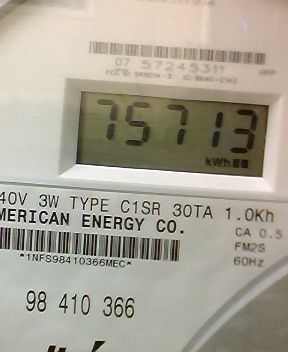 07 57245311
75713
kWh
40V 3W TYPE C1SR 30TA 1.0Kh
MERICAN ENERGY CO.
CA 0.5
FM2S
60Hz
*1NFS98410366MEC*
98 410 366